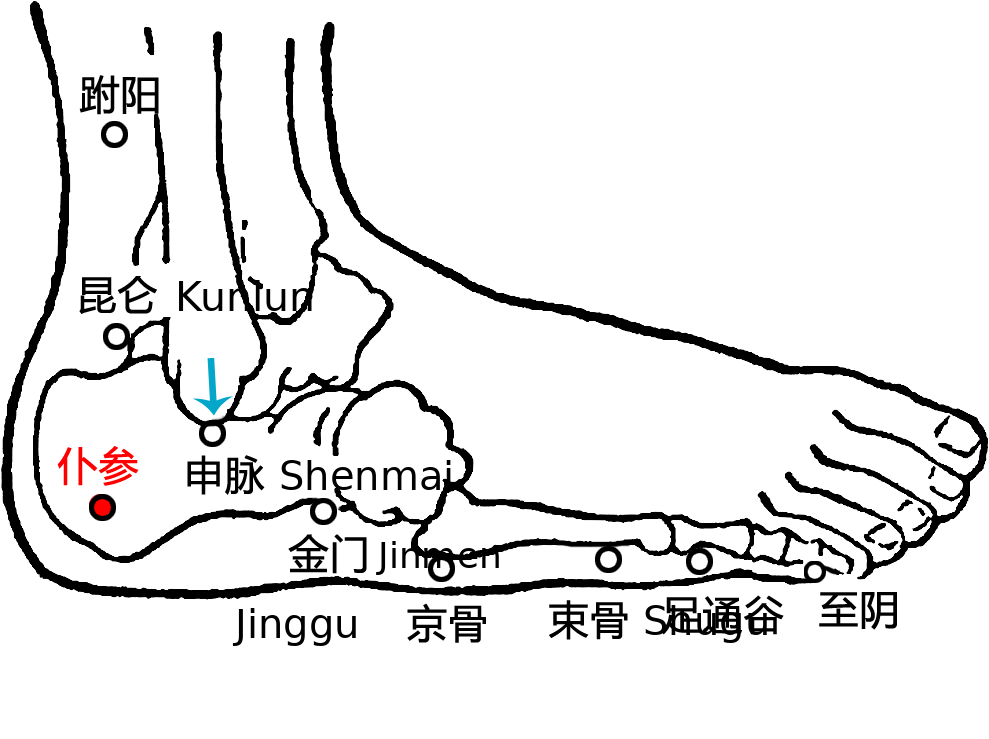 跗阳
昆仑 Kunlun
仆参
申脉 Shenmai
金门 Jinmen
Jinggu 京骨
束骨 Shugu
足通谷
至阴